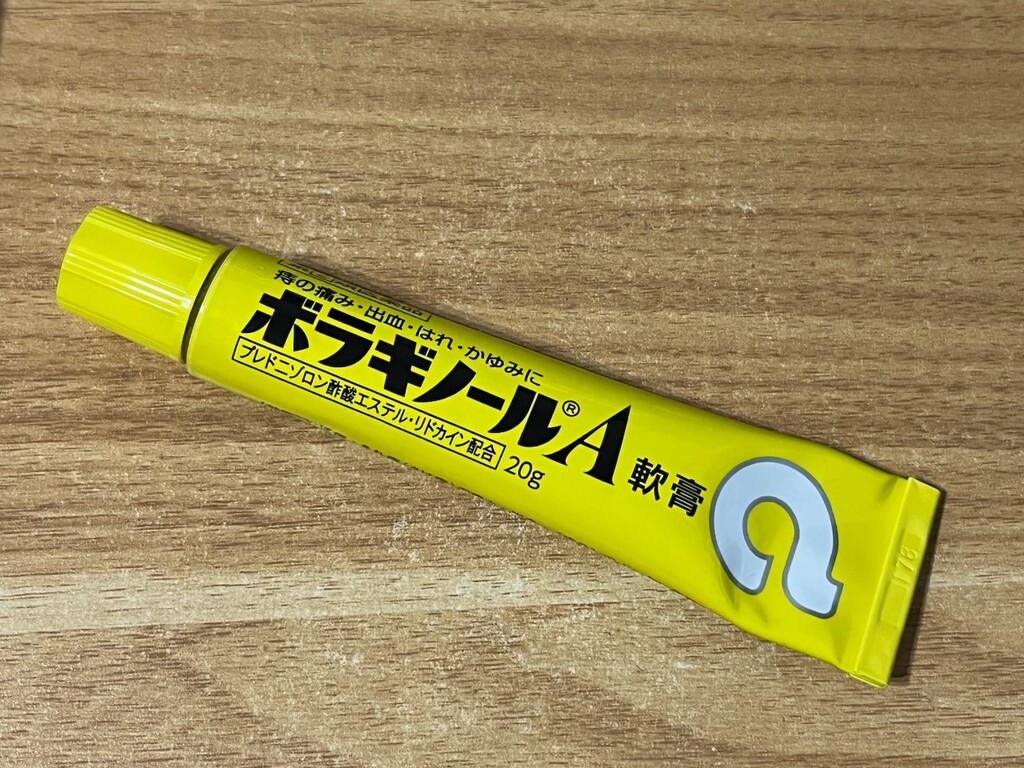 痔の痛み・出血・はれ・かゆみに
ボラギノール®A 軟膏
プレドニゾロン酢酸エステル・リドカイン配合 20g